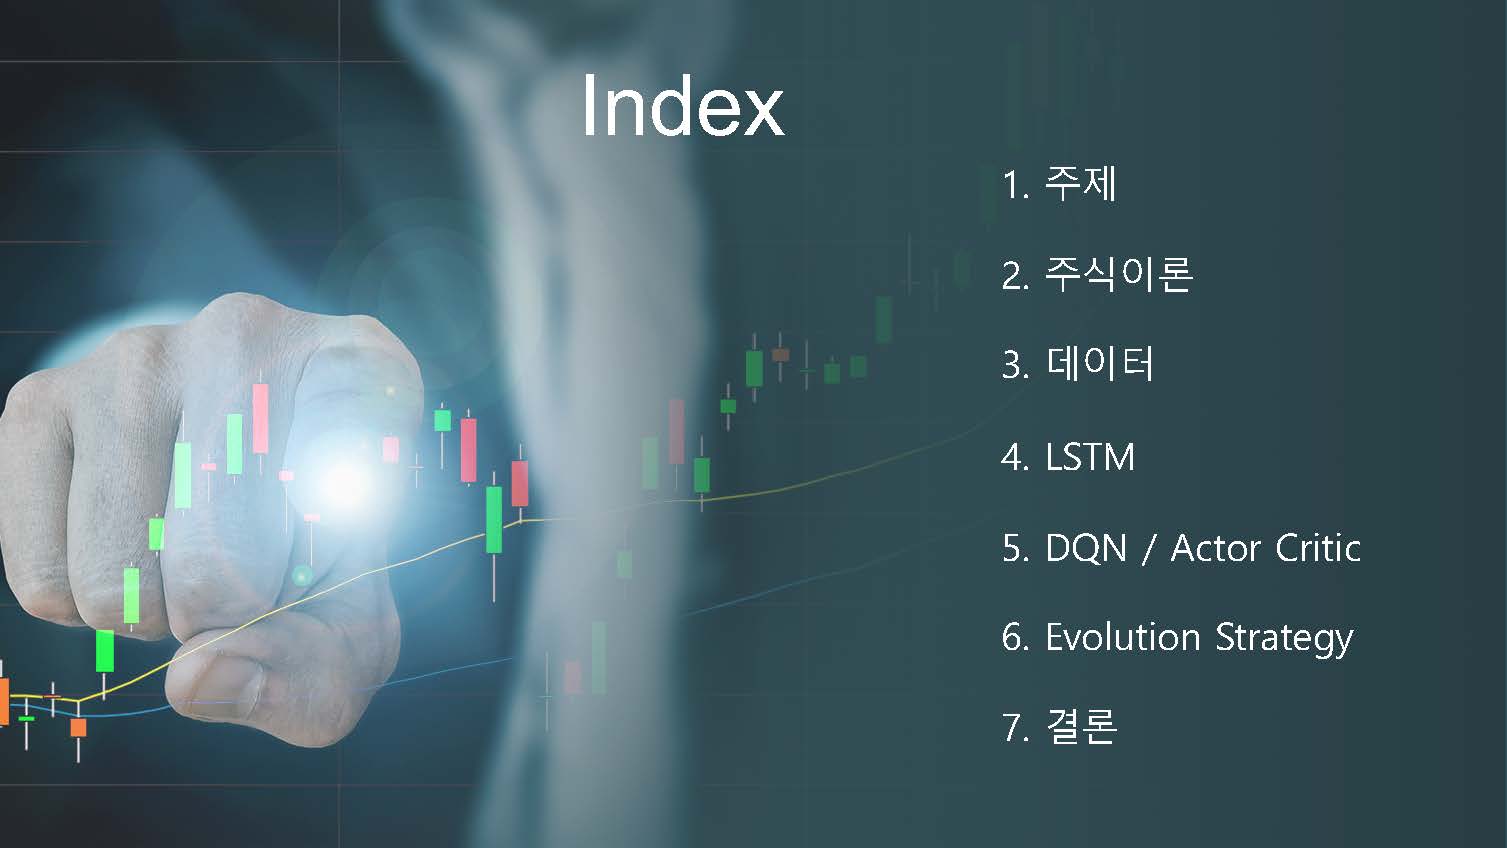 Index
1. 주제
2. 주식이론
3. 데이터
4. LSTM
5. DQN / Actor Critic
6. Evolution Strategy
7. 결론